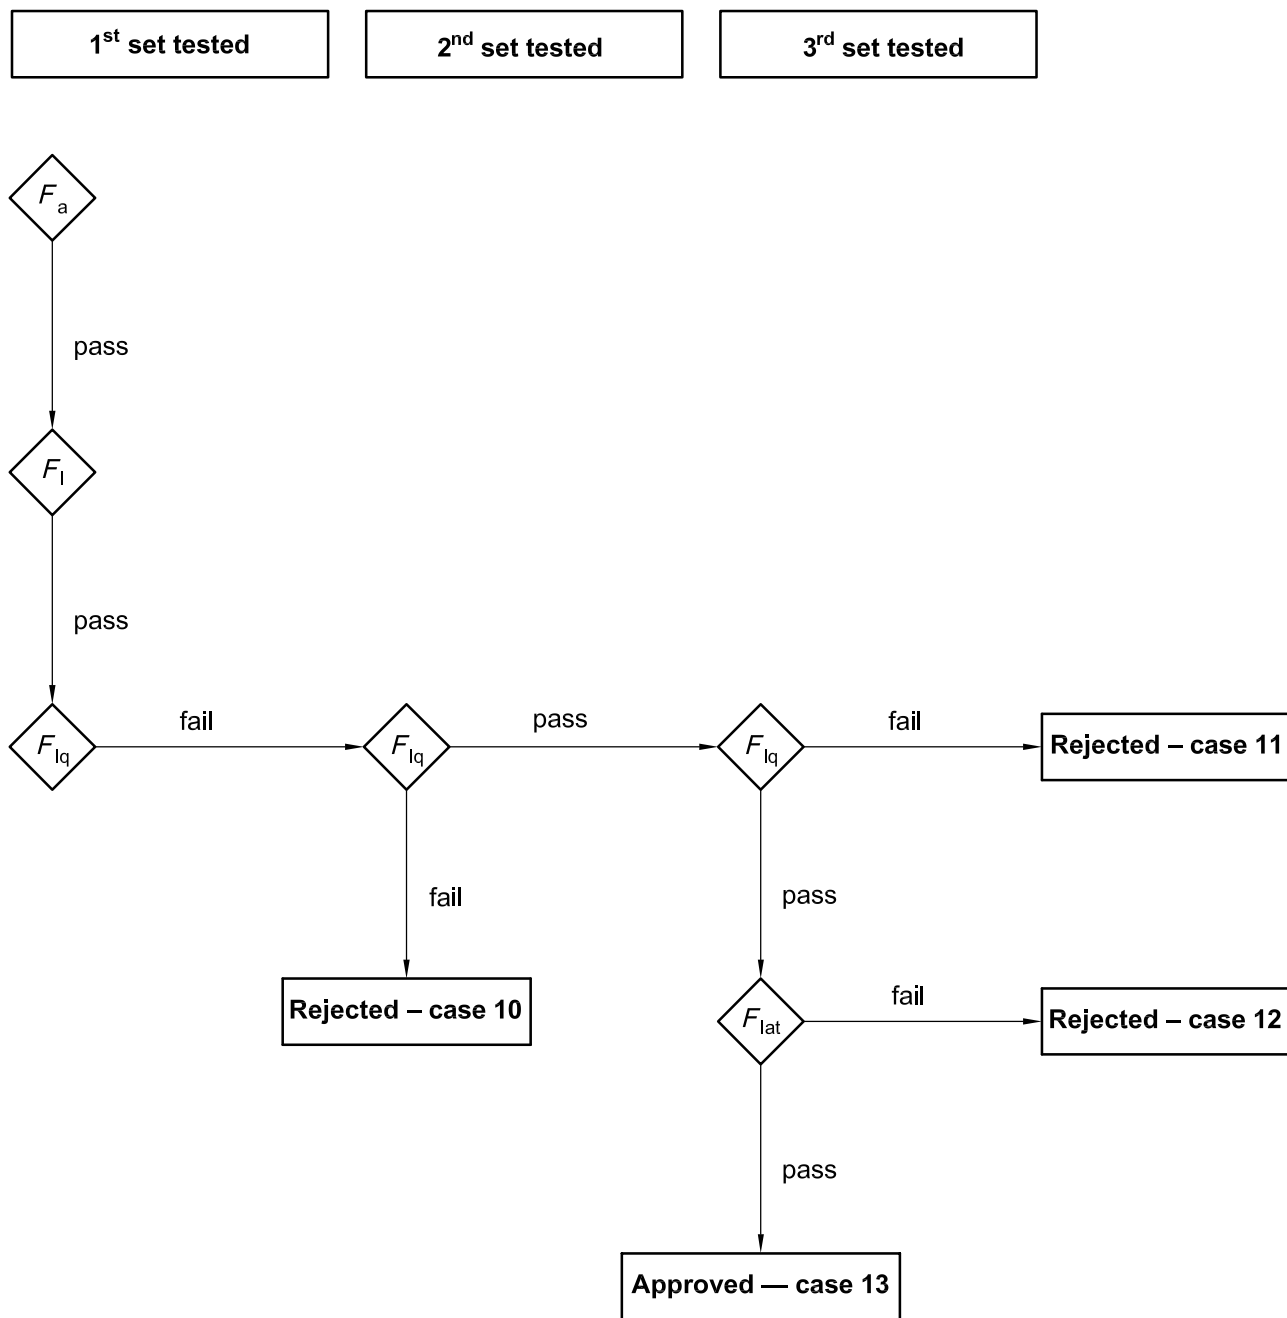 1st set tested
2nd set tested
3rd set tested
Fa
pass
Fl
pass
Flq
fail
Flq
pass
Flq
fail
Rejected – case 11
fail
pass
Rejected – case 10
Flat
fail
Rejected – case 12
pass
Approved — case 13